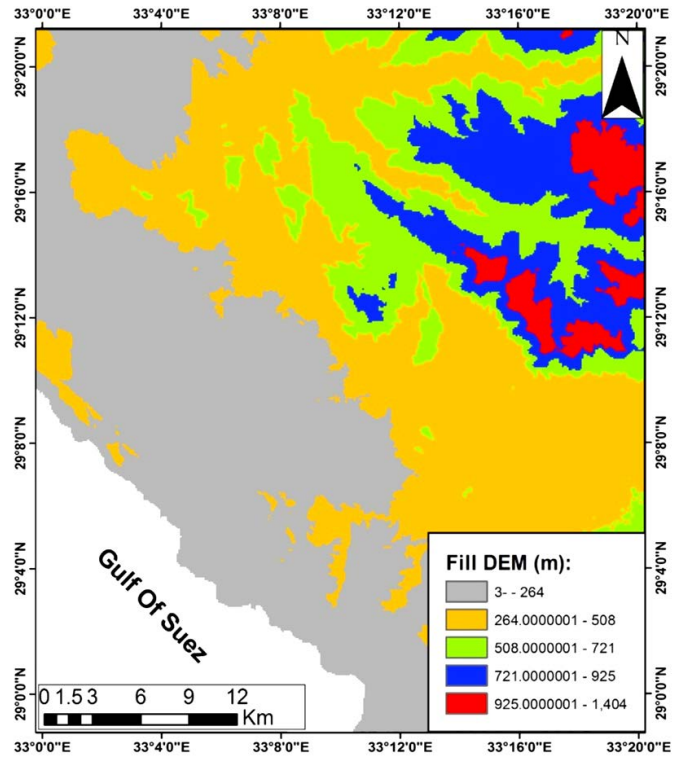 33°0'0"E 33°4'0"E 33°8'0"E 33°12'0"E 33°16'0"E 33°20'0"E
N
29°20'0"N 29°20'0"N
29°16'0"N 29°16'0"N
29°12'0"N 29°12'0"N
29°8'0"N 29°8'0"N
29°4'0"N 29°4'0"N
29°0'0"N 29°0'0"N
Gulf Of Suez
Fill DEM (m):
3- - 264
264.0000001 - 508
508.0000001 - 721
721.0000001 - 925
925.0000001 - 1,404
0 1.5 3 6 9 12
Km
33°0'0"E 33°4'0"E 33°8'0"E 33°12'0"E 33°16'0"E 33°20'0"E